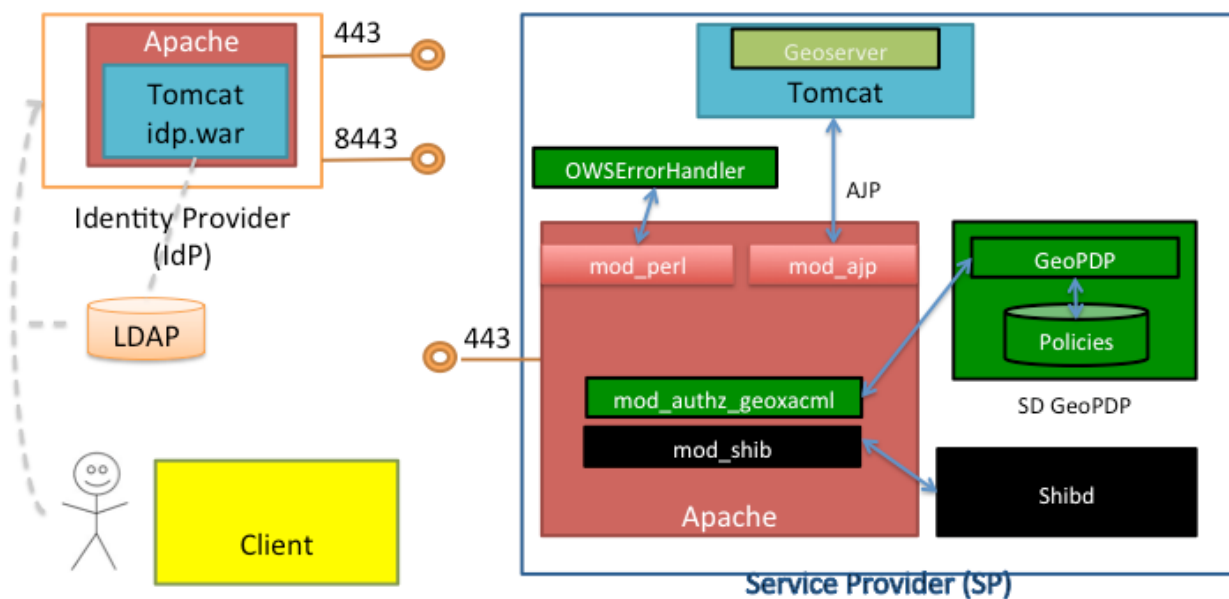 Apache
443
Tomcat
idp.war
8443
Identity Provider
(IdP)
LDAP
Client
443
Geoserver
Tomcat
OWSErrorHandler
AJP
mod_perl
mod_ajp
GeoPDP
Policies
SD GeoPDP
mod_authz_geoxacml
mod_shib
Apache
Shibd
Service Provider (SP)